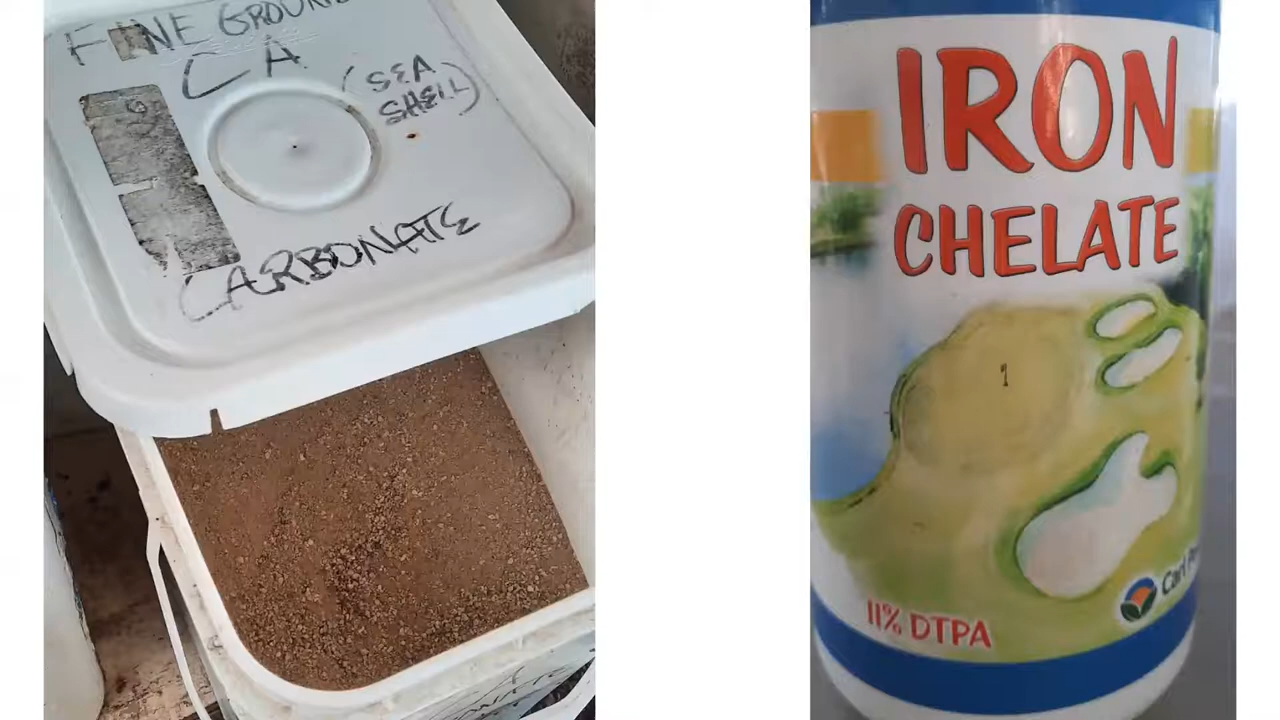 FINE GROUND
CA
(SEA
SHELL)
CARBONATE
IRON
CHELATE
11% DTPA